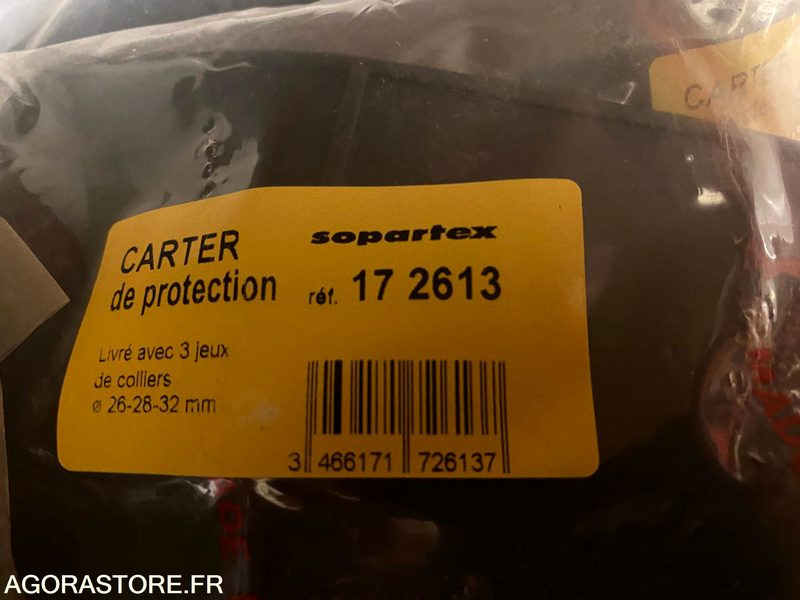 CARTER
de protection
sopartex
réf. 17 2613
Livré avec 3 jeux
de colliers
ø 26-28-32 mm
3 466171 726137
AGORASTORE.FR